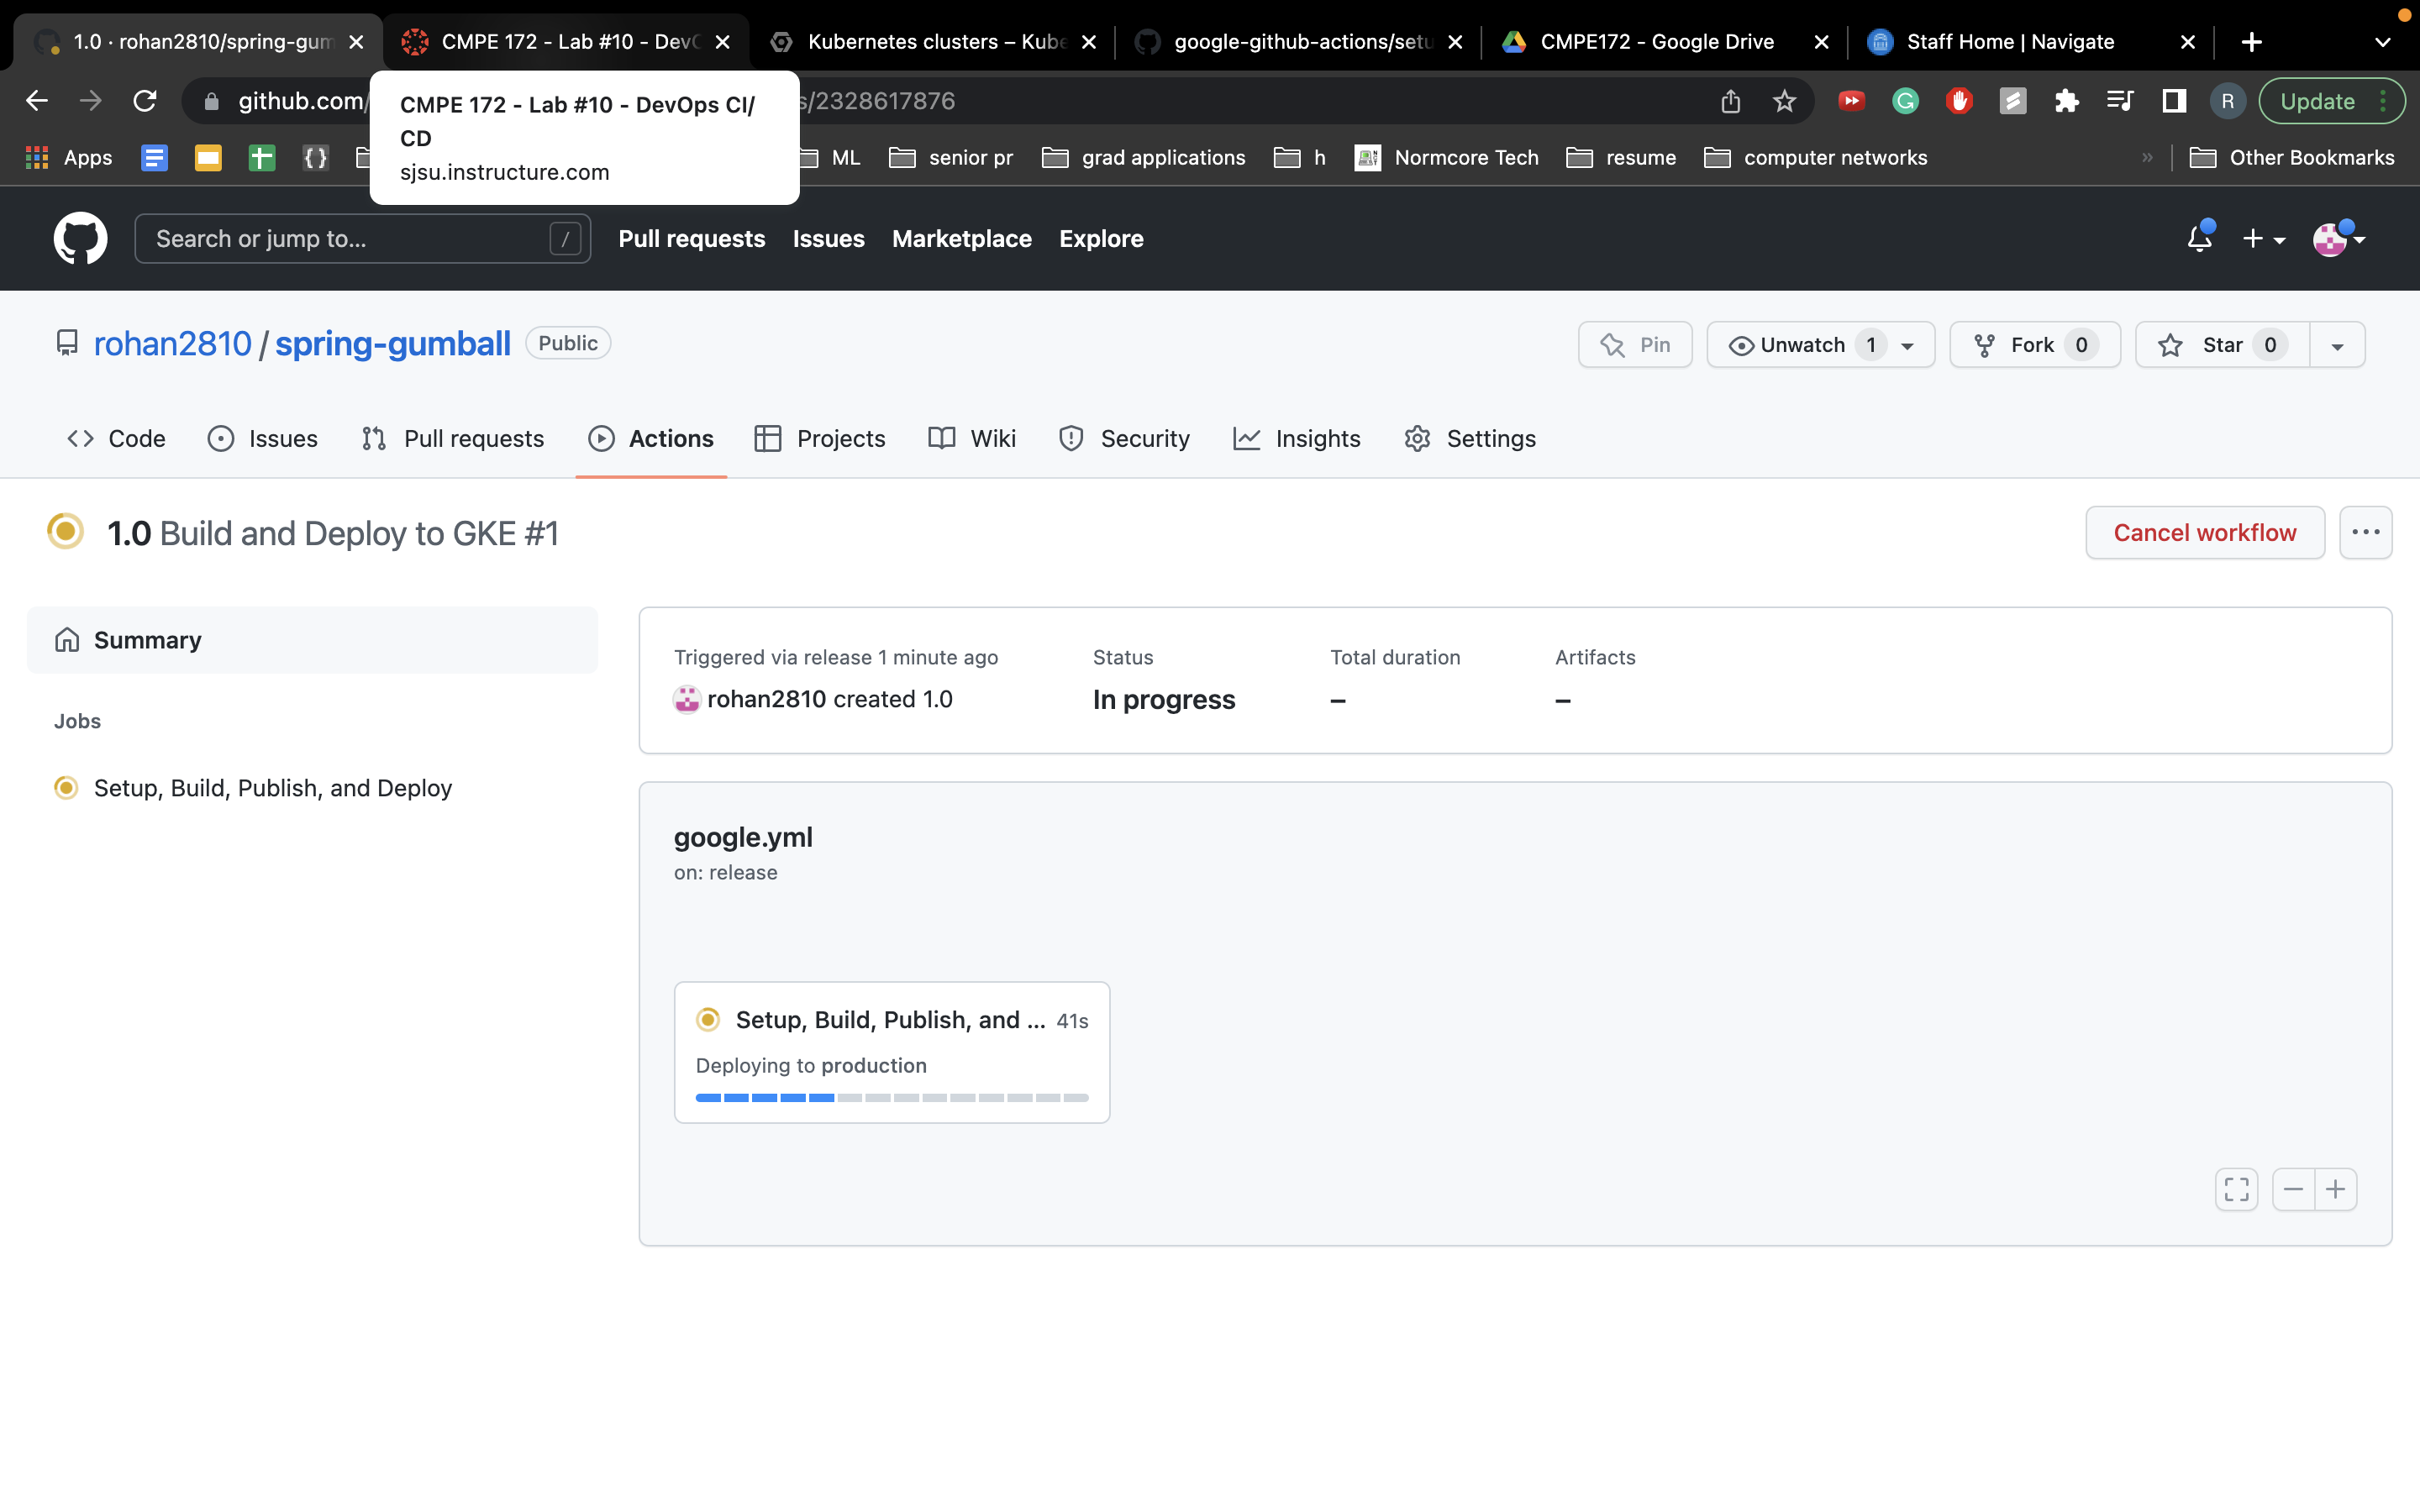 1.0 · rohan2810/spring-gum
CMPE 172 - Lab #10 - DevO
Kubernetes clusters – Kube
google-github-actions/setu
CMPE172 - Google Drive
Staff Home | Navigate
github.com/
s/2328617876
R
Update
CMPE 172 - Lab #10 - DevOps CI/
CD
sjsu.instructure.com
Apps
ML
senior pr
grad applications
h
Normcore Tech
resume
computer networks
»
Other Bookmarks
Search or jump to...
/
Pull requests
Issues
Marketplace
Explore
rohan2810 / spring-gumball
Public
Pin
Unwatch 1
Fork 0
Star 0
Code
Issues
Pull requests
Actions
Projects
Wiki
Security
Insights
Settings
1.0 Build and Deploy to GKE #1
Cancel workflow
Summary
Triggered via release 1 minute ago
Status
Total duration
Artifacts
rohan2810 created 1.0
In progress
–
–
Jobs
Setup, Build, Publish, and Deploy
google.yml
on: release
Setup, Build, Publish, and ... 41s
Deploying to production